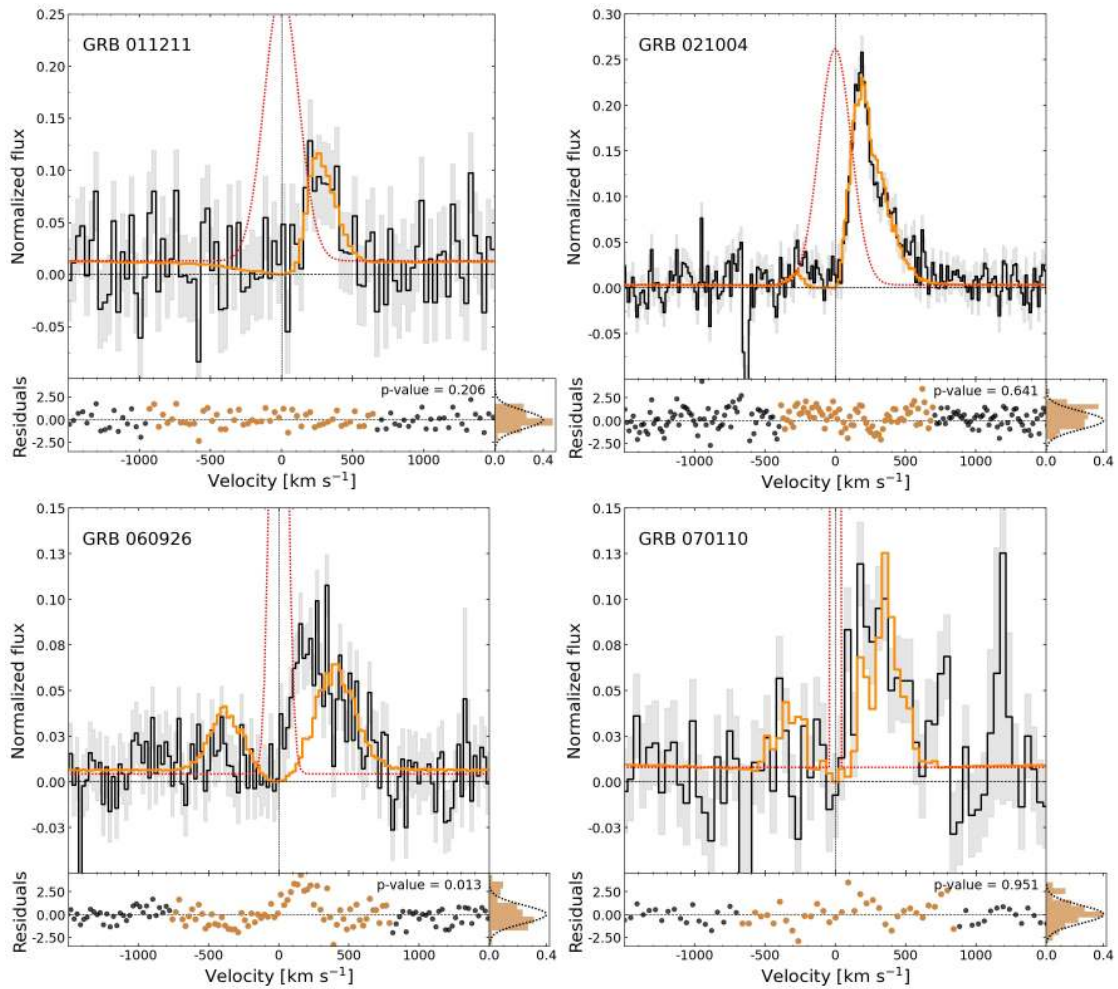 GRB 011211
Normalized flux
0.25
0.20
0.15
0.10
0.05
0.00
-0.05
p-value = 0.206
Residuals
2.50
0.00
-2.50
-1000 -500 0 500 1000 0.0 0.4
Velocity [km s⁻¹]
GRB 021004
Normalized flux
0.30
0.25
0.20
0.15
0.10
0.05
0.00
-0.05
p-value = 0.641
Residuals
2.50
0.00
-2.50
-1000 -500 0 500 1000 0.0 0.4
Velocity [km s⁻¹]
GRB 060926
Normalized flux
0.15
0.13
0.10
0.08
0.05
0.03
0.00
-0.03
p-value = 0.013
Residuals
2.50
0.00
-2.50
-1000 -500 0 500 1000 0.0 0.4
Velocity [km s⁻¹]
GRB 070110
Normalized flux
0.15
0.13
0.10
0.08
0.05
0.03
0.00
-0.03
p-value = 0.951
Residuals
2.50
0.00
-2.50
-1000 -500 0 500 1000 0.0 0.4
Velocity [km s⁻¹]